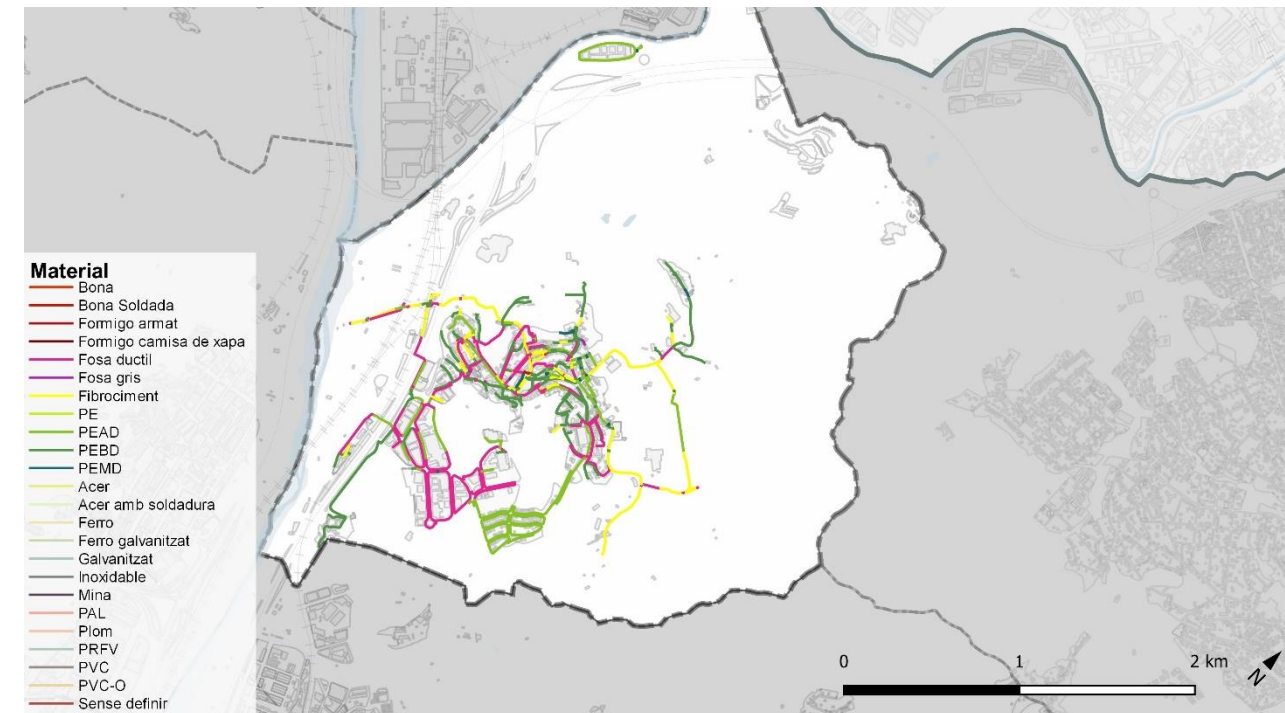 Material
Bona
Bona Soldada
Formigo armat
Formigo camisa de xapa
Fosa ductil
Fosa gris
Fibrociment
PE
PEAD
PEBD
PEMD
Acer
Acer amb soldadura
Ferro
Ferro galvanitzat
Galvanitzat
Inoxidable
Mina
PAL
Plom
PRFV
PVC
PVC-O
Sense definir
0 1 2 km
N